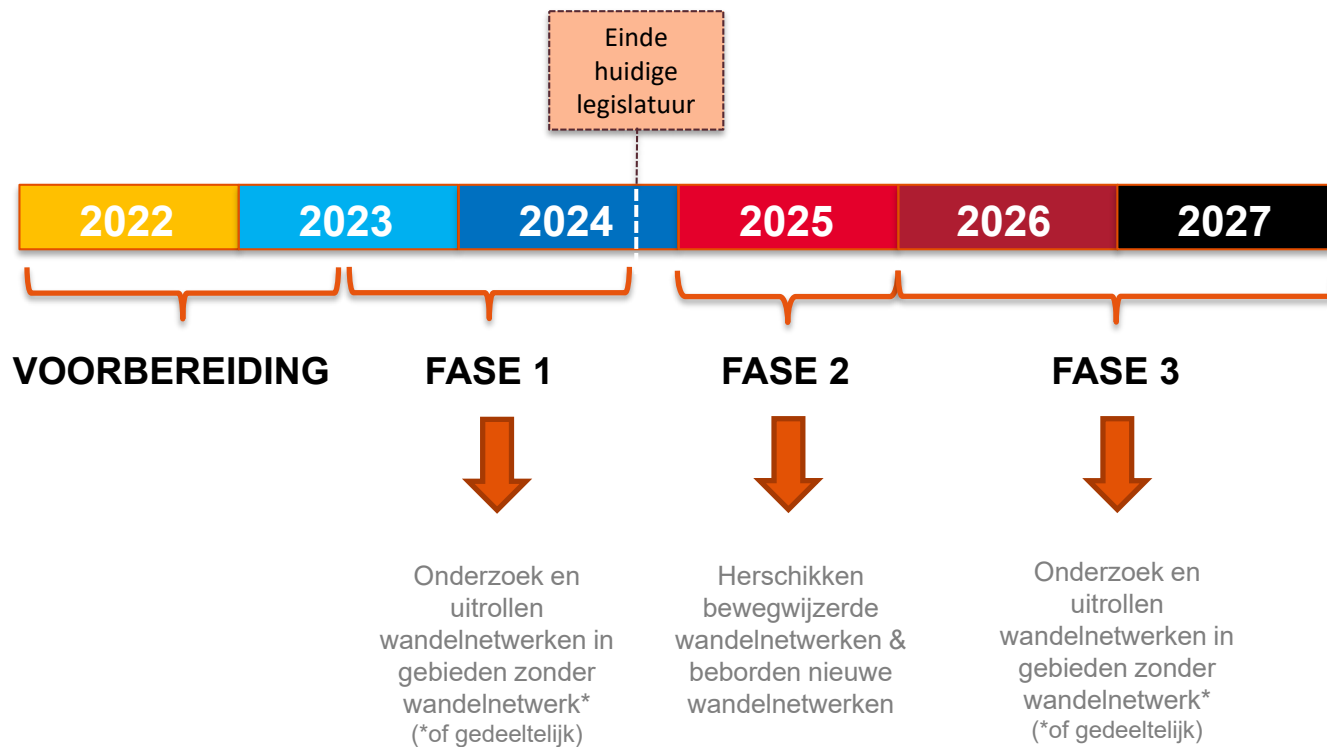 Einde
huidige
legislatuur
2022 2023 2024 2025 2026 2027
VOORBEREIDING FASE 1 FASE 2 FASE 3
Onderzoek en
uitrollen
wandelnetwerken in
gebieden zonder
wandelnetwerk*
(*of gedeeltelijk)
Herschikken
bewegwijzerde
wandelnetwerken &
beborden nieuwe
wandelnetwerken
Onderzoek en
uitrollen
wandelnetwerken in
gebieden zonder
wandelnetwerk*
(*of gedeeltelijk)